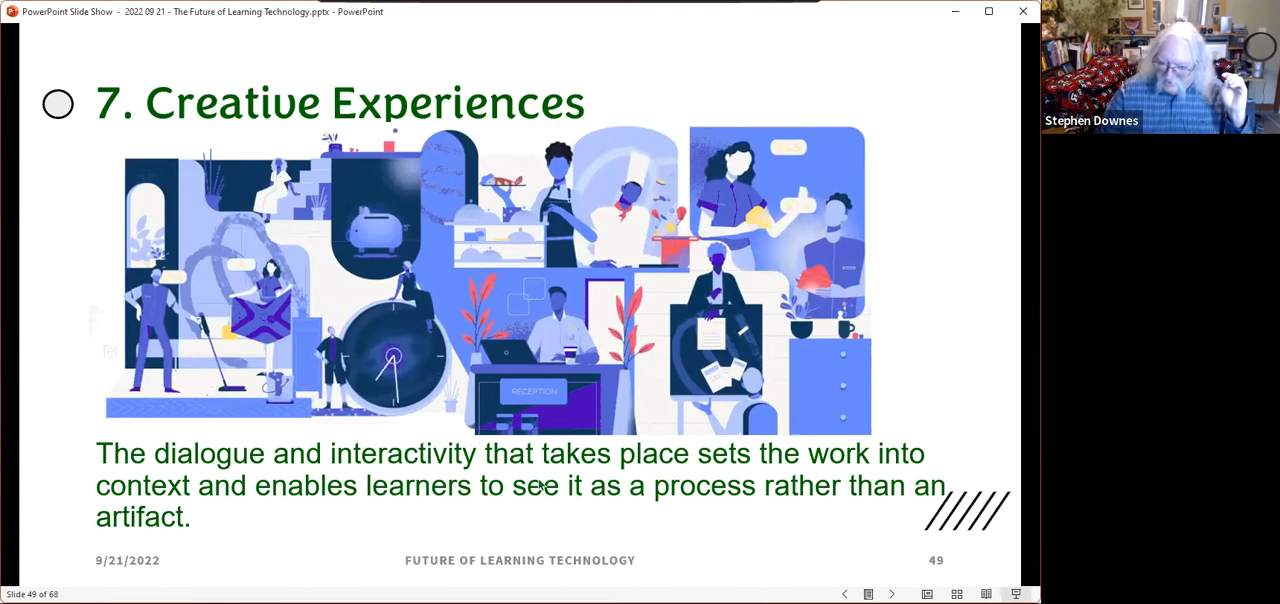 PowerPoint Slide Show - 2022 09 21 - The Future of Learning Technology.pptx - PowerPoint
Stephen Downes
7. Creative Experiences
RECEPTION
The dialogue and interactivity that takes place sets the work into
context and enables learners to see it as a process rather than an
artifact.
9/21/2022 FUTURE OF LEARNING TECHNOLOGY 49
Slide 49 of 68